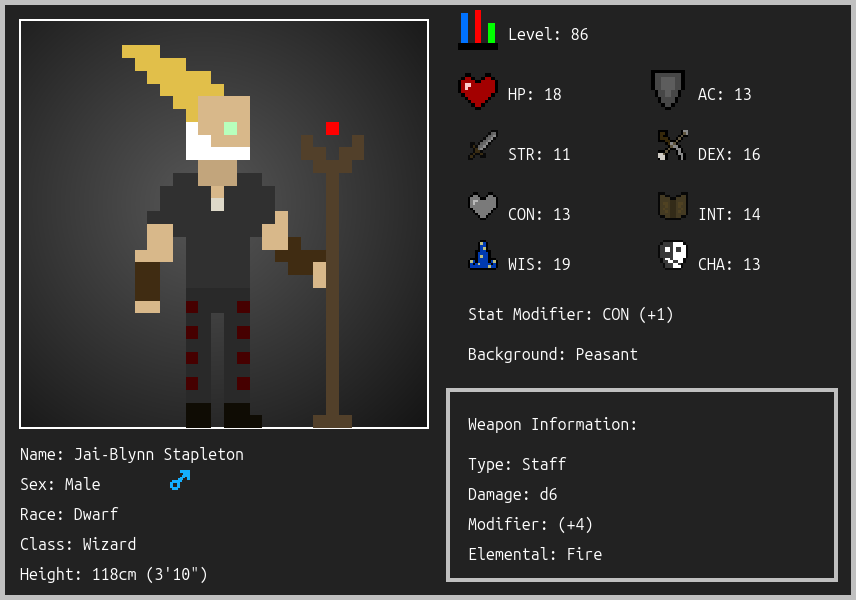 Level: 86
HP: 18
AC: 13
STR: 11
DEX: 16
CON: 13
INT: 14
WIS: 19
CHA: 13
Stat Modifier: CON (+1)
Background: Peasant
Weapon Information:
Type: Staff
Damage: d6
Modifier: (+4)
Elemental: Fire
Name: Jai-Blynn Stapleton
Sex: Male
Race: Dwarf
Class: Wizard
Height: 118cm (3'10")